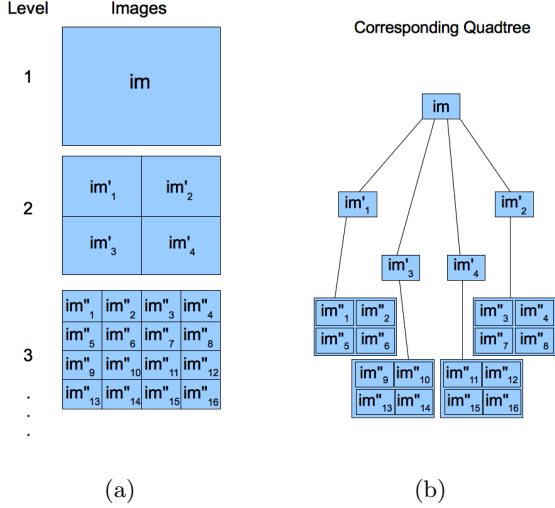 Level Images
1
im
2
im'1 im'2
im'3 im'4
3
im"1 im"2 im"3 im"4
im"5 im"6 im"7 im"8
im"9 im"10 im"11 im"12
im"13 im"14 im"15 im"16
.
.
.
(a)
Corresponding Quadtree
im
im'1 im'2
im'3 im'4
im"1 im"2 im"3 im"4
im"5 im"6 im"7 im"8
im"9 im"10 im"11 im"12
im"13 im"14 im"15 im"16
(b)